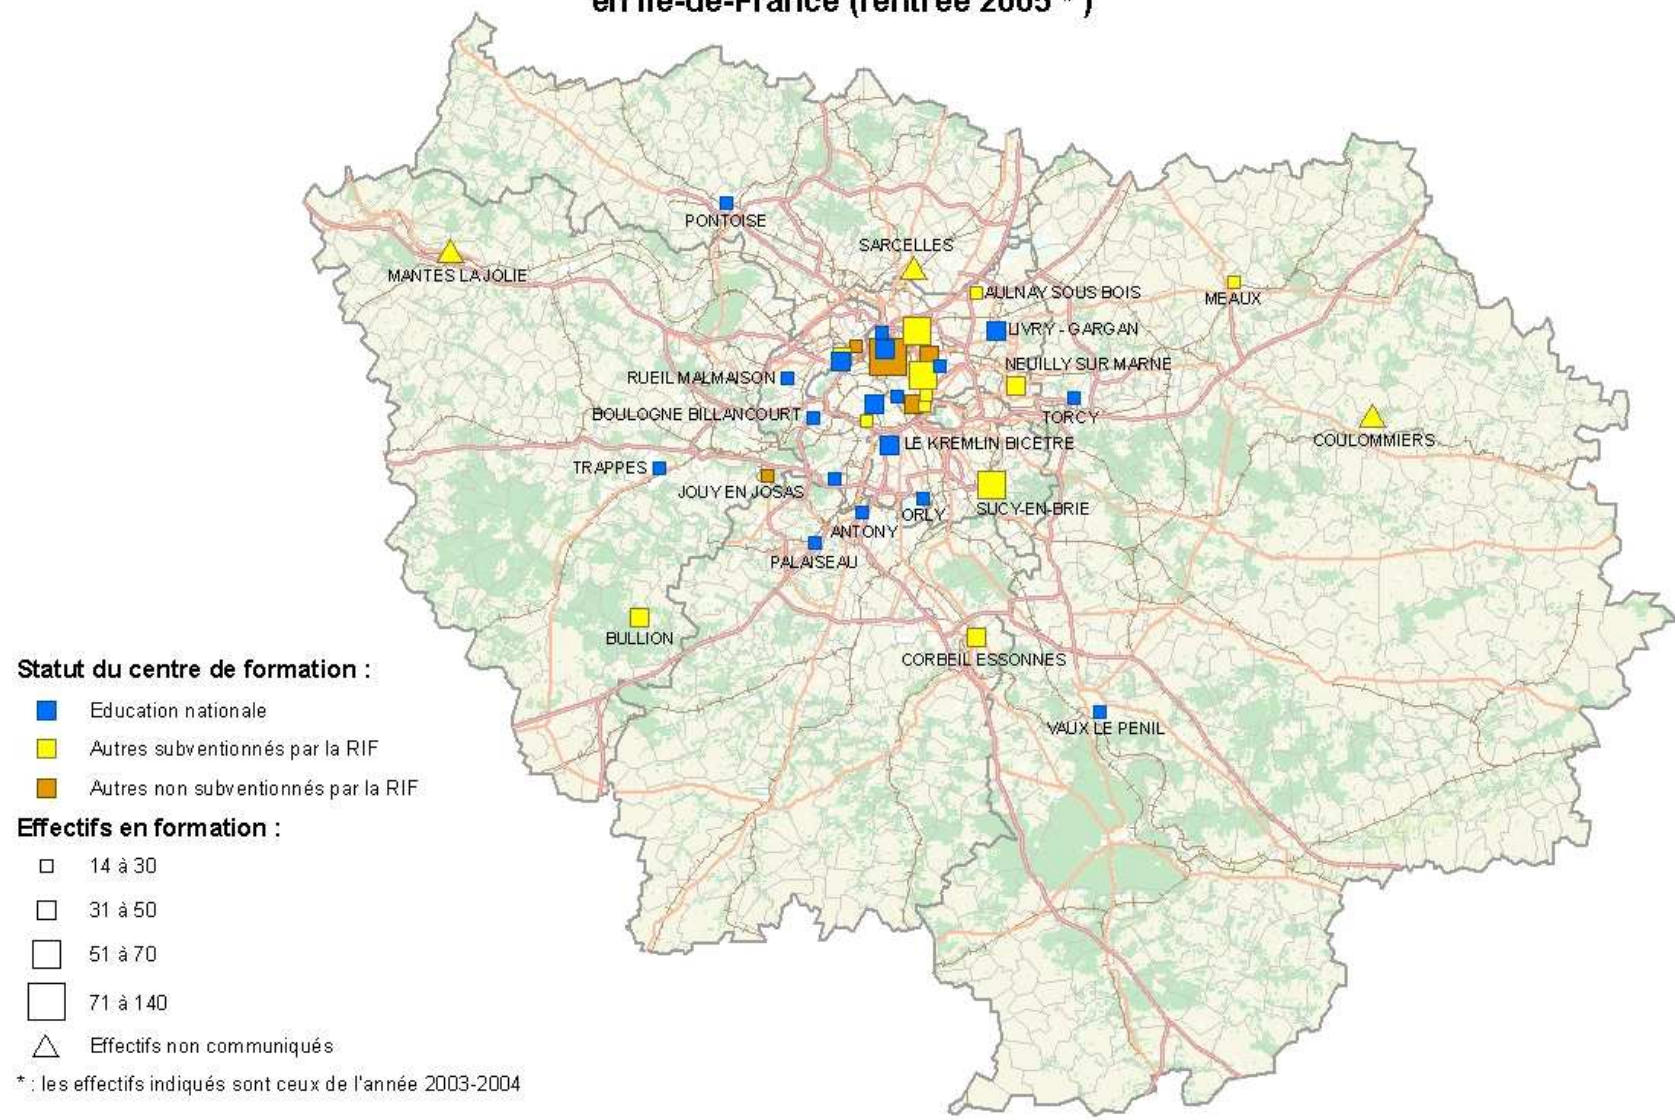 en Ile-de-France (rentrée 2005 * )
PONTOISE
SARCELLES
MANTES LA JOLIE
AULNAY SOUS BOIS
MEAUX
LIVRY - GARGAN
NEUILLY SUR MARNE
RUEIL MALMAISON
BOULOGNE BILLANCOURT
TORCY
COULOMMIERS
LE KREMLIN BICETRE
TRAPPES
JOUY EN JOSAS
ORLY
SUCY-EN-BRIE
ANTONY
PALAISEAU
BULLION
CORBEIL ESSONNES
VAUX LE PENIL
Statut du centre de formation :
Education nationale
Autres subventionnés par la RIF
Autres non subventionnés par la RIF
Effectifs en formation :
14 à 30
31 à 50
51 à 70
71 à 140
Effectifs non communiqués
* : les effectifs indiqués sont ceux de l'année 2003-2004